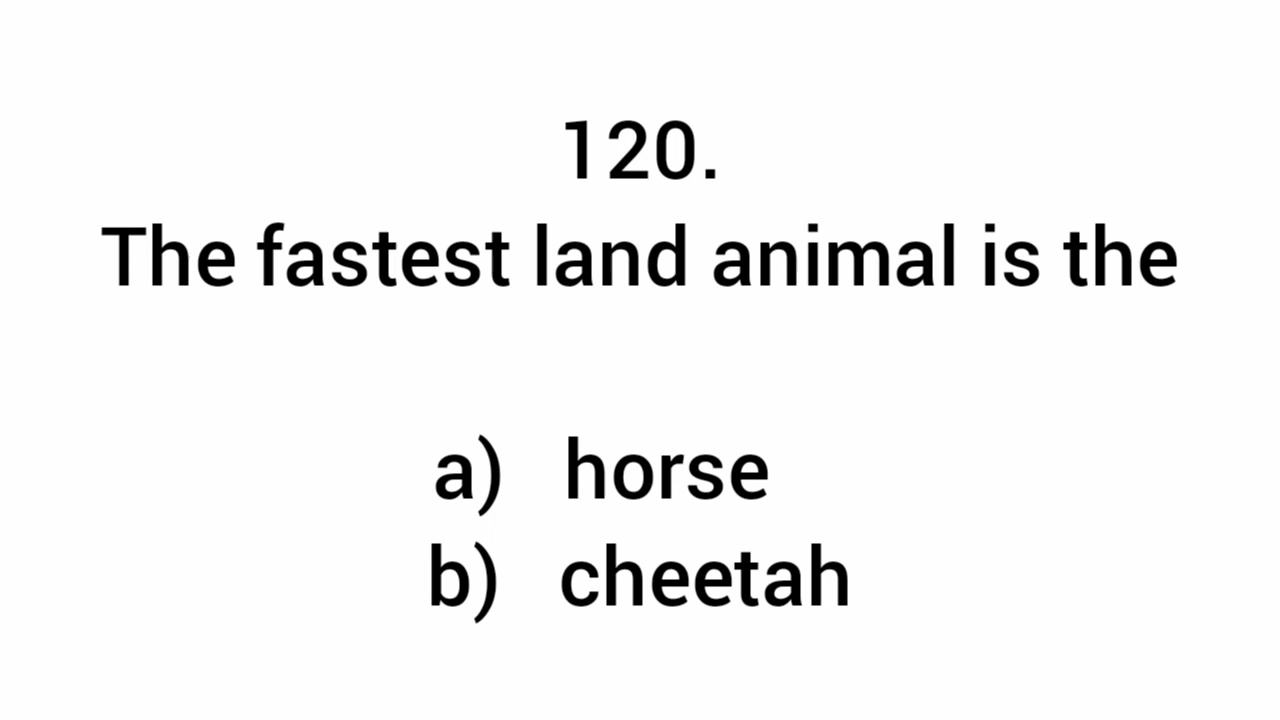 120.
The fastest land animal is the
a) horse
b) cheetah